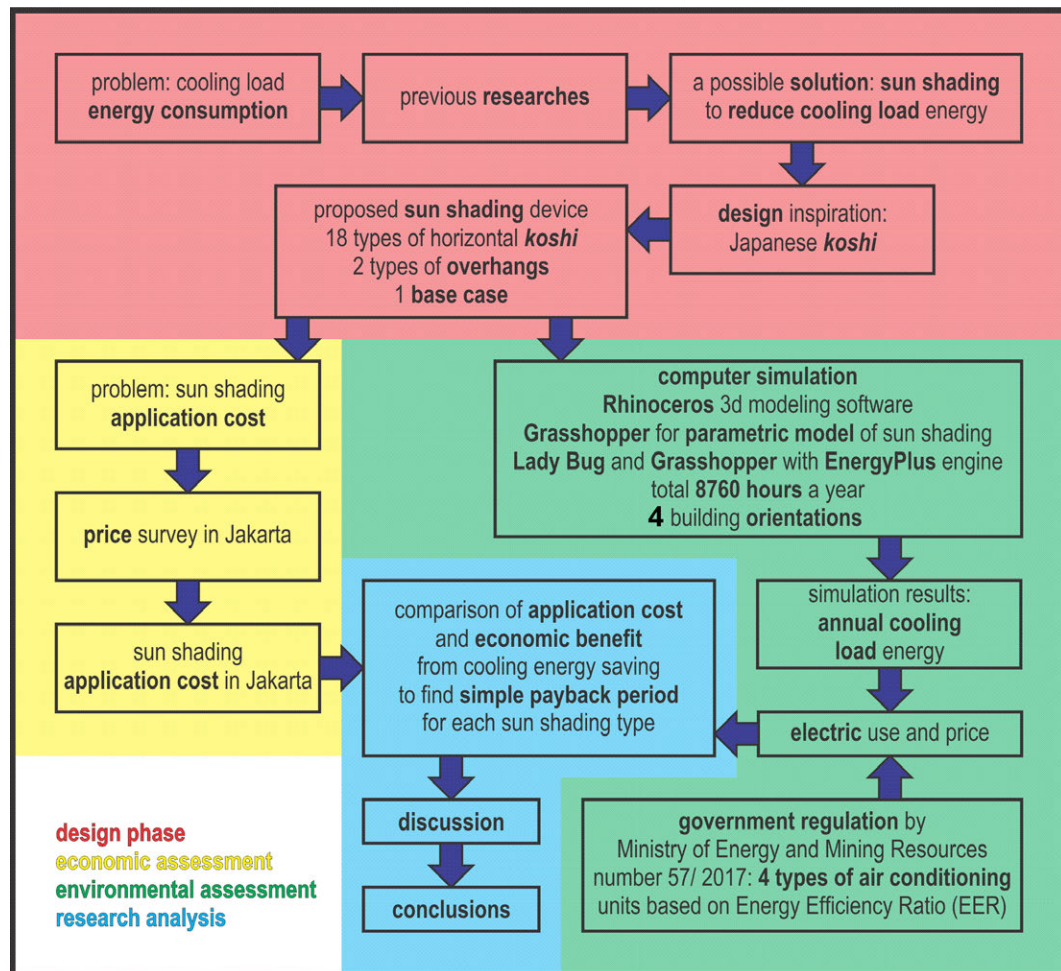 problem: cooling load
energy consumption
previous researches
a possible solution: sun shading
to reduce cooling load energy
design inspiration:
Japanese koshi
proposed sun shading device
18 types of horizontal koshi
2 types of overhangs
1 base case
problem: sun shading
application cost
price survey in Jakarta
sun shading
application cost in Jakarta
computer simulation
Rhinoceros 3d modeling software
Grasshopper for parametric model of sun shading
Lady Bug and Grasshopper with EnergyPlus engine
total 8760 hours a year
4 building orientations
simulation results:
annual cooling
load energy
electric use and price
government regulation by
Ministry of Energy and Mining Resources
number 57/ 2017: 4 types of air conditioning
units based on Energy Efficiency Ratio (EER)
comparison of application cost
and economic benefit
from cooling energy saving
to find simple payback period
for each sun shading type
discussion
conclusions
design phase
economic assessment
environmental assessment
research analysis